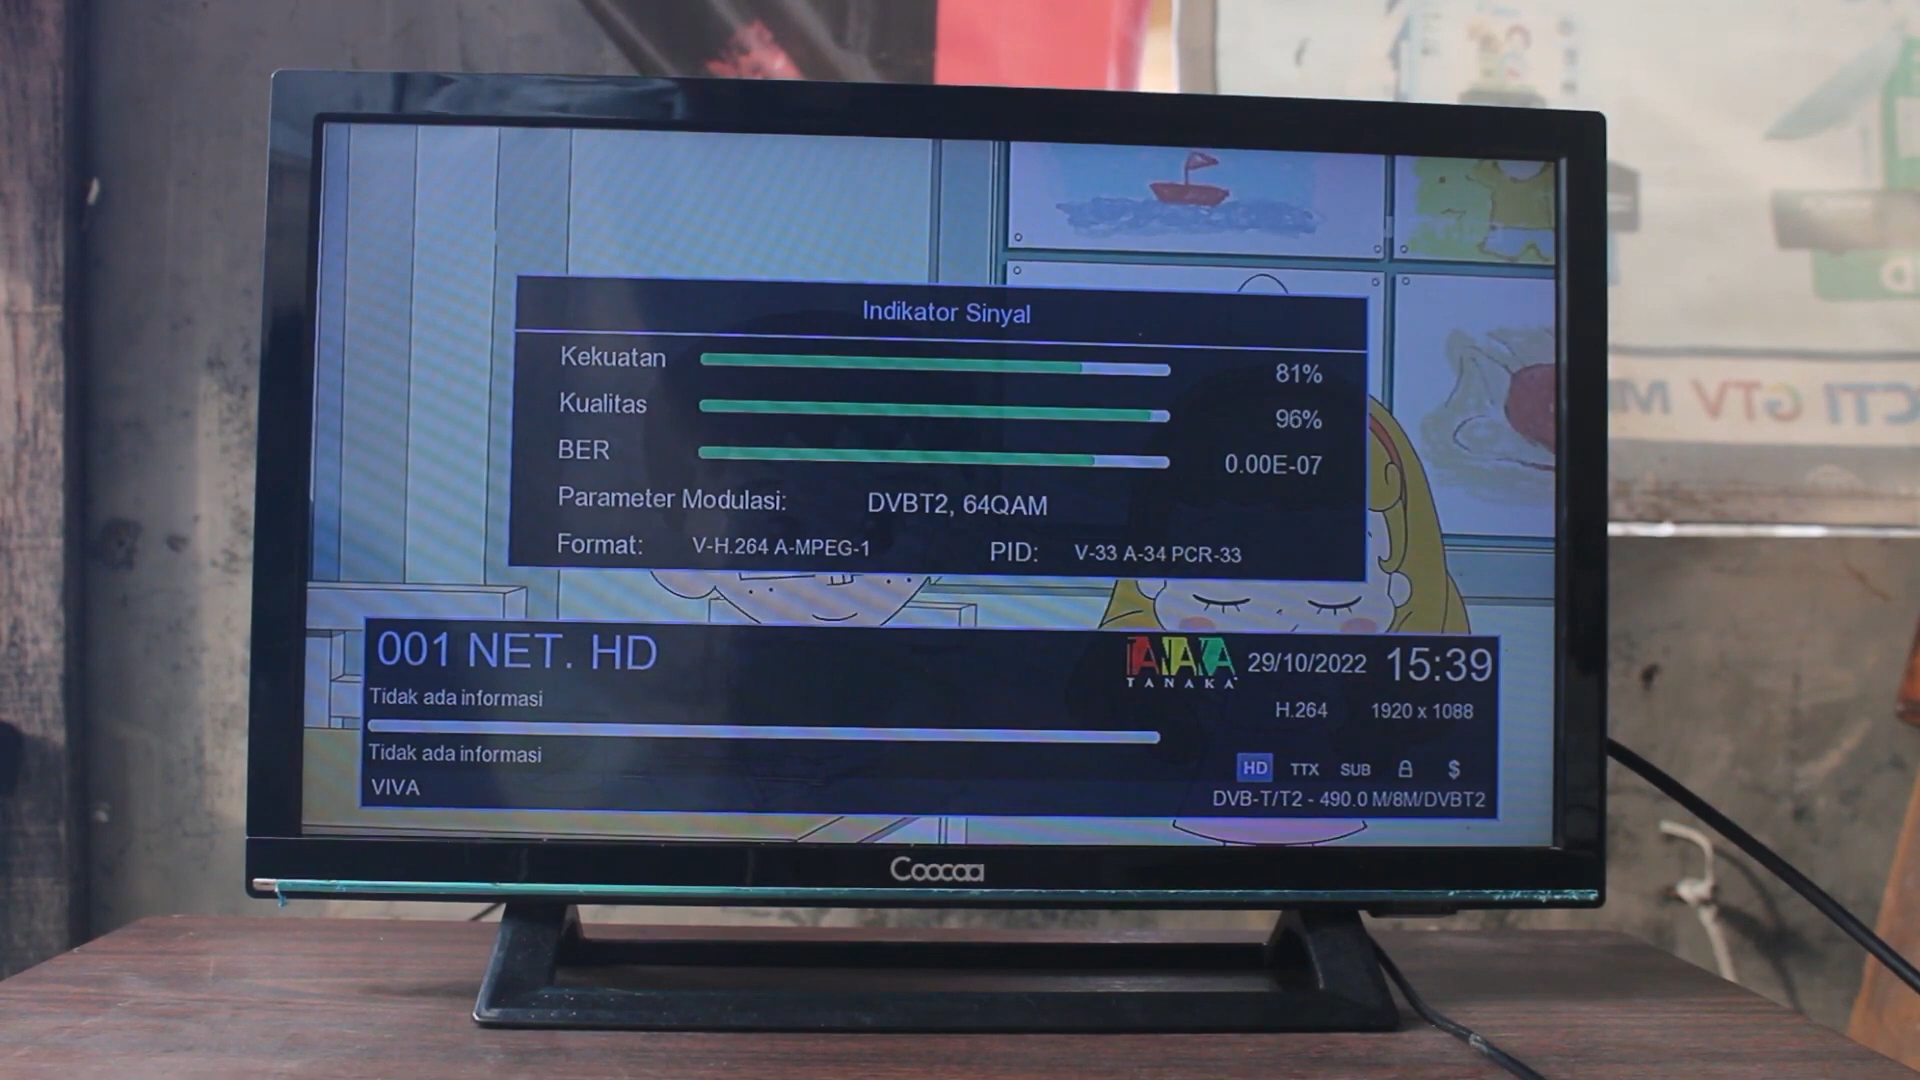 Indikator Sinyal
Kekuatan 81%
Kualitas 96%
BER 0.00E-07
Parameter Modulasi: DVBT2, 64QAM
Format: V-H.264 A-MPEG-1 PID: V-33 A-34 PCR-33
001 NET. HD
TANAKA
TANAKA
29/10/2022 15:39
Tidak ada informasi
H.264 1920 x 1088
Tidak ada informasi
HD TTX SUB $
VIVA
DVB-T/T2 - 490.0 M/8M/DVBT2
Coocaa
GTV